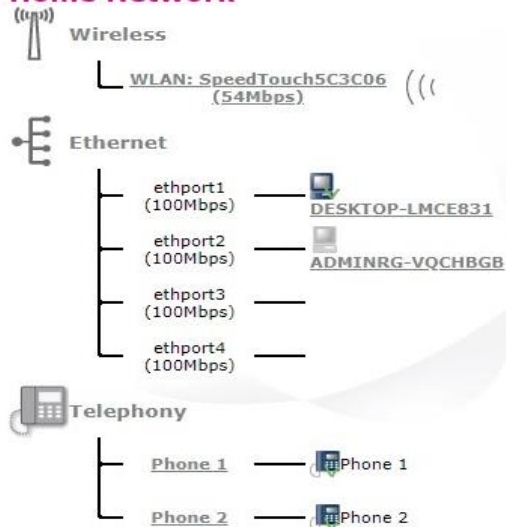 Home Network
Wireless
WLAN: SpeedTouch5C3C06
(54Mbps)
Ethernet
ethport1
(100Mbps)
DESKTOP-LMCE831
ethport2
(100Mbps)
ADMINRG-VQCHBGB
ethport3
(100Mbps)
ethport4
(100Mbps)
Telephony
Phone 1
Phone 1
Phone 2
Phone 2